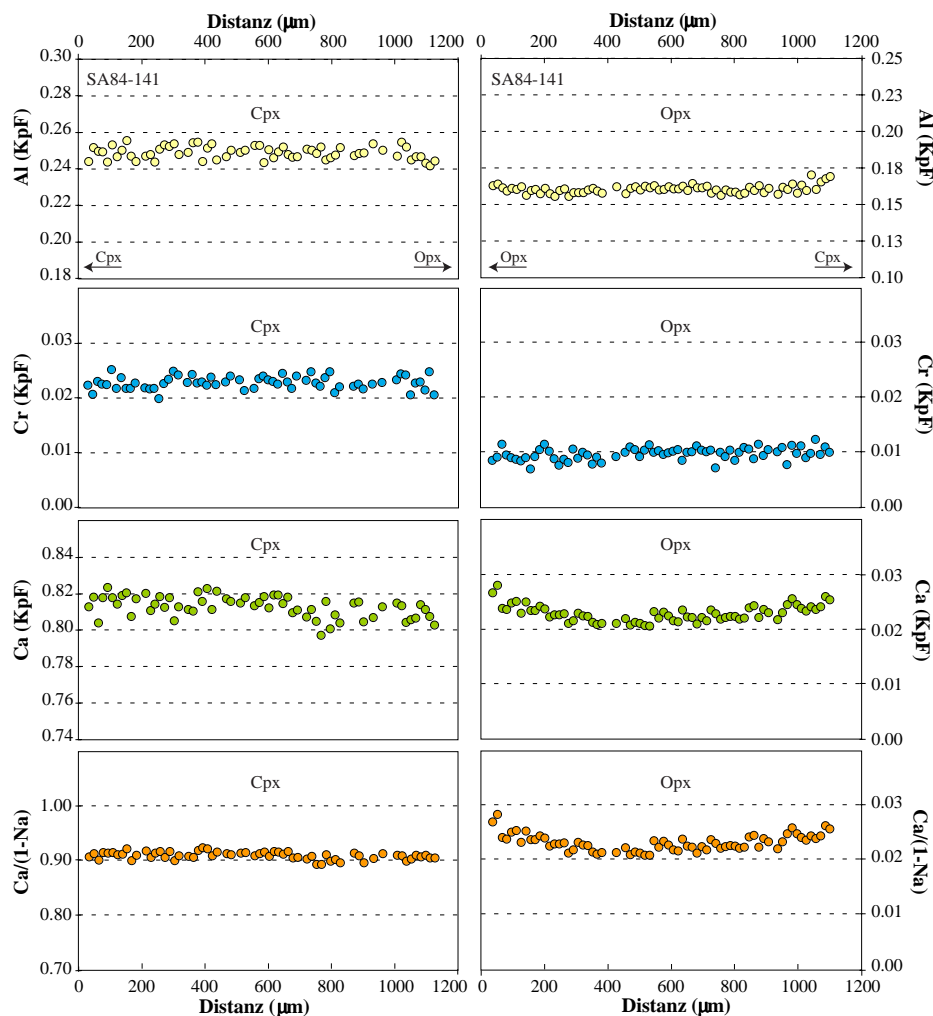 Distanz (µm)
Distanz (µm)
0 200 400 600 800 1000 1200
0 200 400 600 800 1000 1200
Al (KpF)
0.30
0.28
0.26
0.24
0.22
0.20
0.18
SA84-141
Cpx
Cpx
Opx
SA84-141
Opx
Opx
Cpx
0.25
0.23
0.20
0.18
0.15
0.13
0.10
Al (KpF)
Cr (KpF)
0.03
0.02
0.01
0.00
Cpx
Opx
0.03
0.02
0.01
0.00
Cr (KpF)
Ca (KpF)
0.84
0.82
0.80
0.78
0.76
0.74
Cpx
Opx
0.03
0.02
0.01
0.00
Ca (KpF)
Ca/(1-Na)
1.00
0.90
0.80
0.70
Cpx
Opx
0.03
0.02
0.01
0.00
Ca/(1-Na)
0 200 400 600 800 1000 1200
0 200 400 600 800 1000 1200
Distanz (µm)
Distanz (µm)